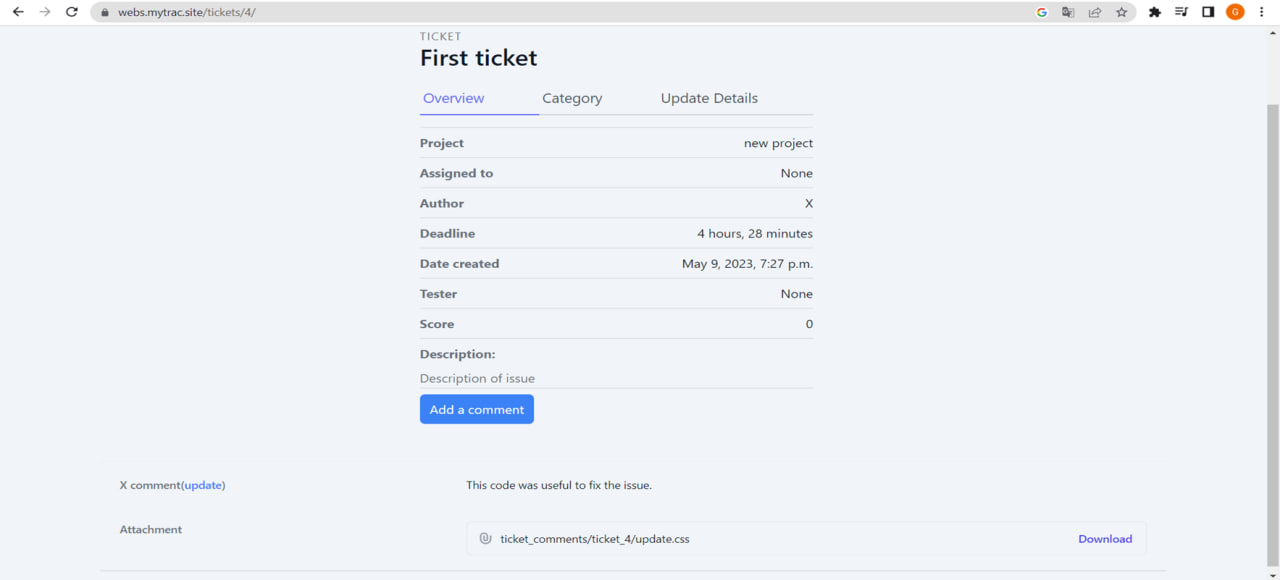 webs.mytrac.site/tickets/4/
G
TICKET
First ticket
Overview Category Update Details
Project new project
Assigned to None
Author X
Deadline 4 hours, 28 minutes
Date created May 9, 2023, 7:27 p.m.
Tester None
Score 0
Description:
Description of issue
Add a comment
X comment(update) This code was useful to fix the issue.
Attachment ticket_comments/ticket_4/update.css Download